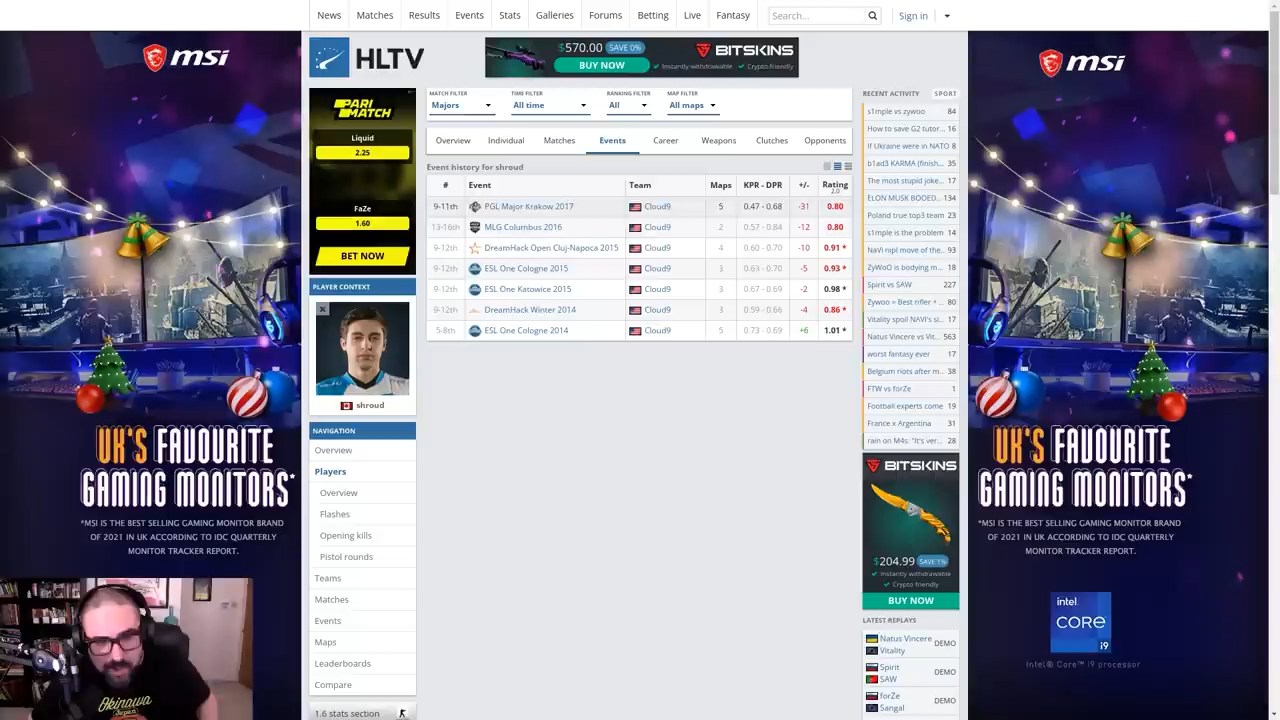 News Matches Results Events Stats Galleries Forums Betting Live Fantasy Search... Sign in
msi
HLTV
$570.00 SAVE 0%
BUY NOW
BITSKINS
Instantly withdrawable Crypto friendly
msi
PARI MATCH
Liquid
2.25
FaZe
1.60
BET NOW
MATCH FILTER TIME FILTER RANKING FILTER MAP FILTER
Majors All time All All maps
Overview Individual Matches Events Career Weapons Clutches Opponents
Event history for shroud
# Event Team Maps KPR - DPR +/- Rating 2.0
9-11th PGL Major Krakow 2017 Cloud9 5 0.47 - 0.68 -31 0.80
13-16th MLG Columbus 2016 Cloud9 2 0.57 - 0.84 -12 0.80
9-12th DreamHack Open Cluj-Napoca 2015 Cloud9 4 0.60 - 0.70 -10 0.91 *
9-12th ESL One Cologne 2015 Cloud9 3 0.63 - 0.70 -5 0.93 *
9-12th ESL One Katowice 2015 Cloud9 3 0.67 - 0.69 -2 0.98 *
9-12th DreamHack Winter 2014 Cloud9 3 0.59 - 0.66 -4 0.86 *
5-8th ESL One Cologne 2014 Cloud9 5 0.73 - 0.69 +6 1.01 *
PLAYER CONTEXT
shroud
NAVIGATION
Overview
Players
Overview
Flashes
Opening kills
Pistol rounds
Teams
Matches
Events
Maps
Leaderboards
Compare
1.6 stats section
RECENT ACTIVITY SPORT
s1mple vs zywoo 84
How to save G2 tutor... 16
If Ukraine were in NATO 8
b1ad3 KARMA (finish... 35
The most stupid joke... 17
ELON MUSK BOOED... 134
Poland true top3 team 23
s1mple is the problem 14
NaVi nipl move of the... 93
ZyWoO is bodying m... 18
Spirit vs SAW 227
Zywoo = Best rifler + ... 80
Vitality spoil NAVI's si... 17
Natus Vincere vs Vit... 563
worst fantasy ever 17
Belgium riots after m... 38
FTW vs forZe 1
Football experts come 19
France x Argentina 31
rain on M4s: "It's ver... 28
BITSKINS
$204.99 SAVE 1%
Instantly withdrawable
Crypto friendly
BUY NOW
LATEST REPLAYS
Natus Vincere
Vitality
DEMO
Spirit
SAW
DEMO
forZe
Sangal
DEMO
UK'S FAVOURITE
GAMING MONITORS*
*MSI IS THE BEST SELLING GAMING MONITOR BRAND
OF 2021 IN UK ACCORDING TO IDC QUARTERLY
MONITOR TRACKER REPORT.
Okinawa
UK'S FAVOURITE
GAMING MONITORS*
*MSI IS THE BEST SELLING GAMING MONITOR BRAND
OF 2021 IN UK ACCORDING TO IDC QUARTERLY
MONITOR TRACKER REPORT.
intel
CORE
i9
Intel® Core™ i9 processor